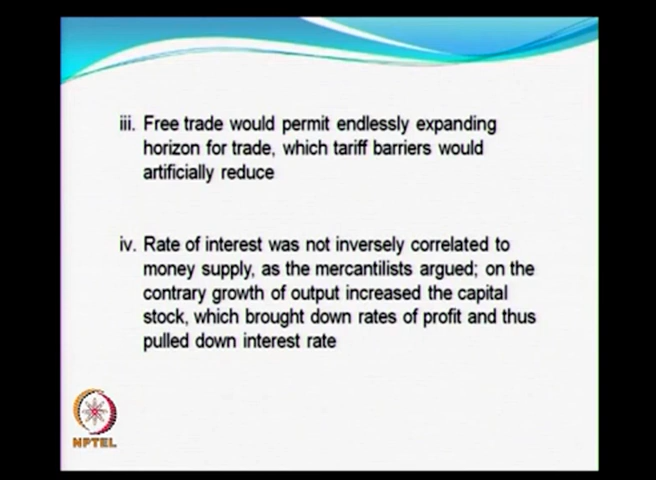 iii. Free trade would permit endlessly expanding
horizon for trade, which tariff barriers would
artificially reduce
iv. Rate of interest was not inversely correlated to
money supply, as the mercantilists argued; on the
contrary growth of output increased the capital
stock, which brought down rates of profit and thus
pulled down interest rate
NPTEL